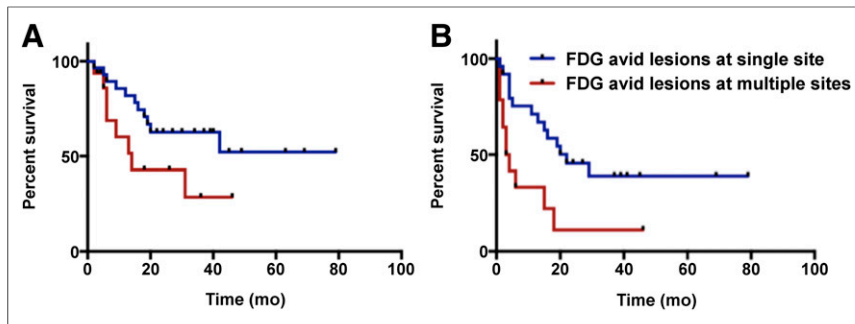 A
100
50
0
Percent survival
0 20 40 60 80 100
Time (mo)
B
FDG avid lesions at single site
FDG avid lesions at multiple sites
100
50
0
Percent survival
0 20 40 60 80 100
Time (mo)